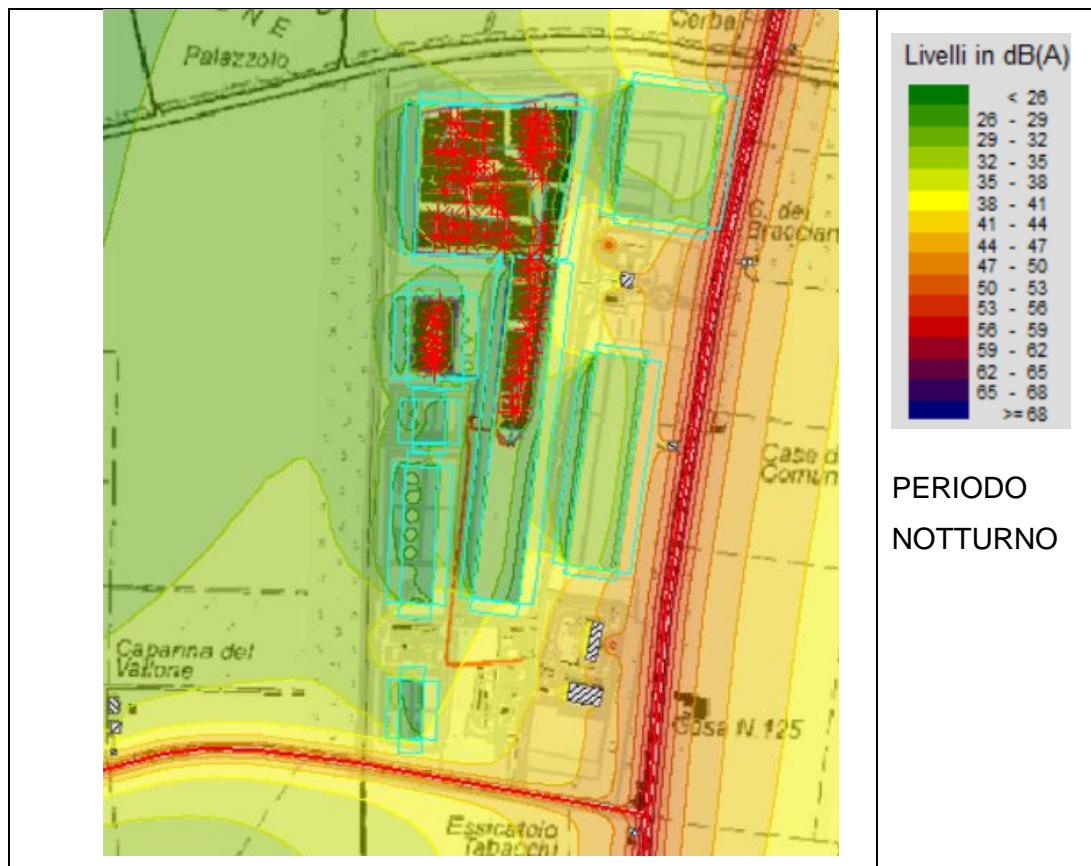 Palazzolo
Livelli in dB(A)
< 26
26 - 29
29 - 32
32 - 35
35 - 38
38 - 41
41 - 44
44 - 47
47 - 50
50 - 53
53 - 56
56 - 59
59 - 62
62 - 65
65 - 68
>= 68
C. dei
Braccian
Case d
Comun
PERIODO
NOTTURNO
Capanna del
Vallone
Casa N. 125
Essicatoio
Tabacchi